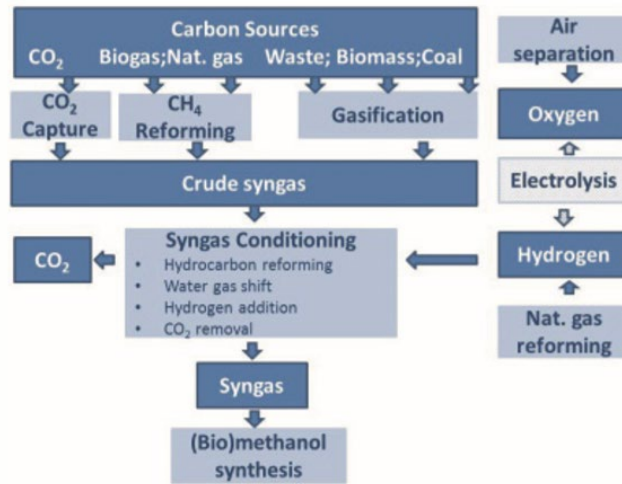 Carbon Sources
CO₂ Biogas;Nat. gas Waste; Biomass;Coal
CO₂
Capture
CH₄
Reforming
Gasification
Crude syngas
Syngas Conditioning
• Hydrocarbon reforming
• Water gas shift
• Hydrogen addition
• CO₂ removal
CO₂
Syngas
(Bio)methanol
synthesis
Air
separation
Oxygen
Electrolysis
Hydrogen
Nat. gas
reforming